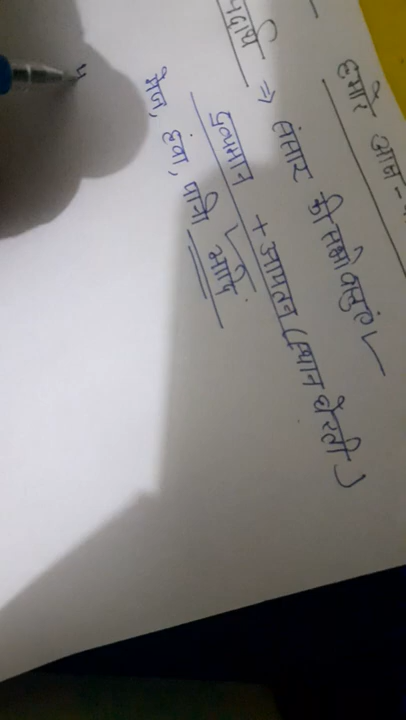 हमारे आस-
पदार्थ ⇒ संसार की सभी वस्तुएं ✓
द्रव्यमान + आयतन (स्थान घेरती)
मेज, हवा, पानी आदि